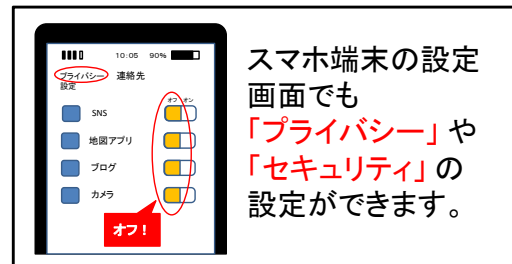 10:05 90%
プライバシー 連絡先
設定
オフ オン
SNS
地図アプリ
ブログ
カメラ
オフ！
スマホ端末の設定
画面でも
「プライバシー」や
「セキュリティ」の
設定ができます。